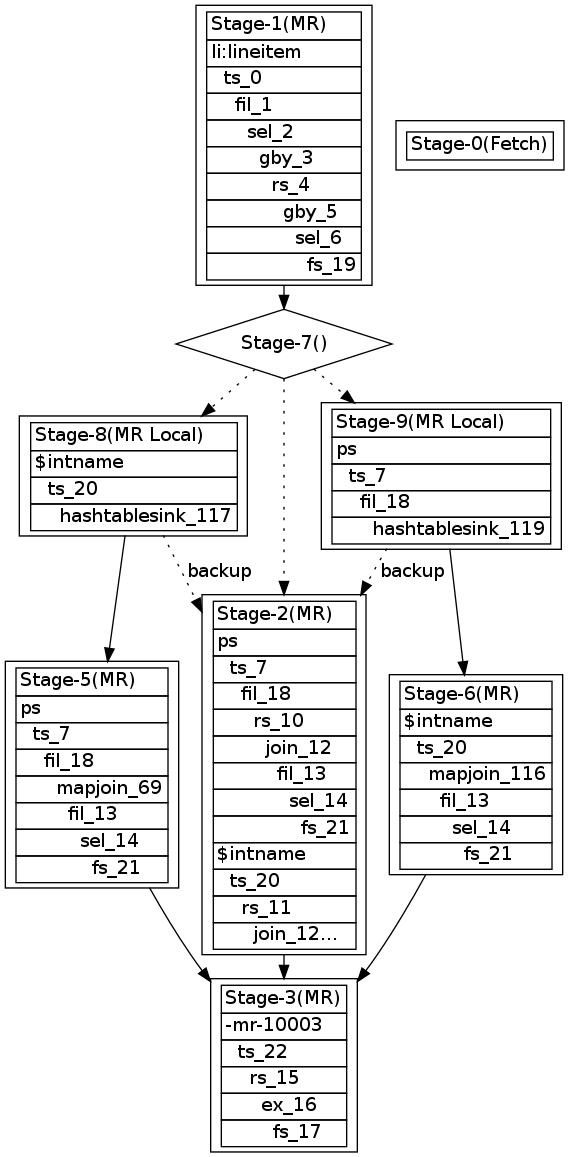 Stage-1(MR)
li:lineitem
ts_0
fil_1
sel_2
gby_3
rs_4
gby_5
sel_6
fs_19
Stage-0(Fetch)
Stage-7()
Stage-8(MR Local)
$intname
ts_20
hashtablesink_117
Stage-9(MR Local)
ps
ts_7
fil_18
hashtablesink_119
backup
backup
Stage-5(MR)
ps
ts_7
fil_18
mapjoin_69
fil_13
sel_14
fs_21
Stage-2(MR)
ps
ts_7
fil_18
rs_10
join_12
fil_13
sel_14
fs_21
$intname
ts_20
rs_11
join_12...
Stage-6(MR)
$intname
ts_20
mapjoin_116
fil_13
sel_14
fs_21
Stage-3(MR)
-mr-10003
ts_22
rs_15
ex_16
fs_17